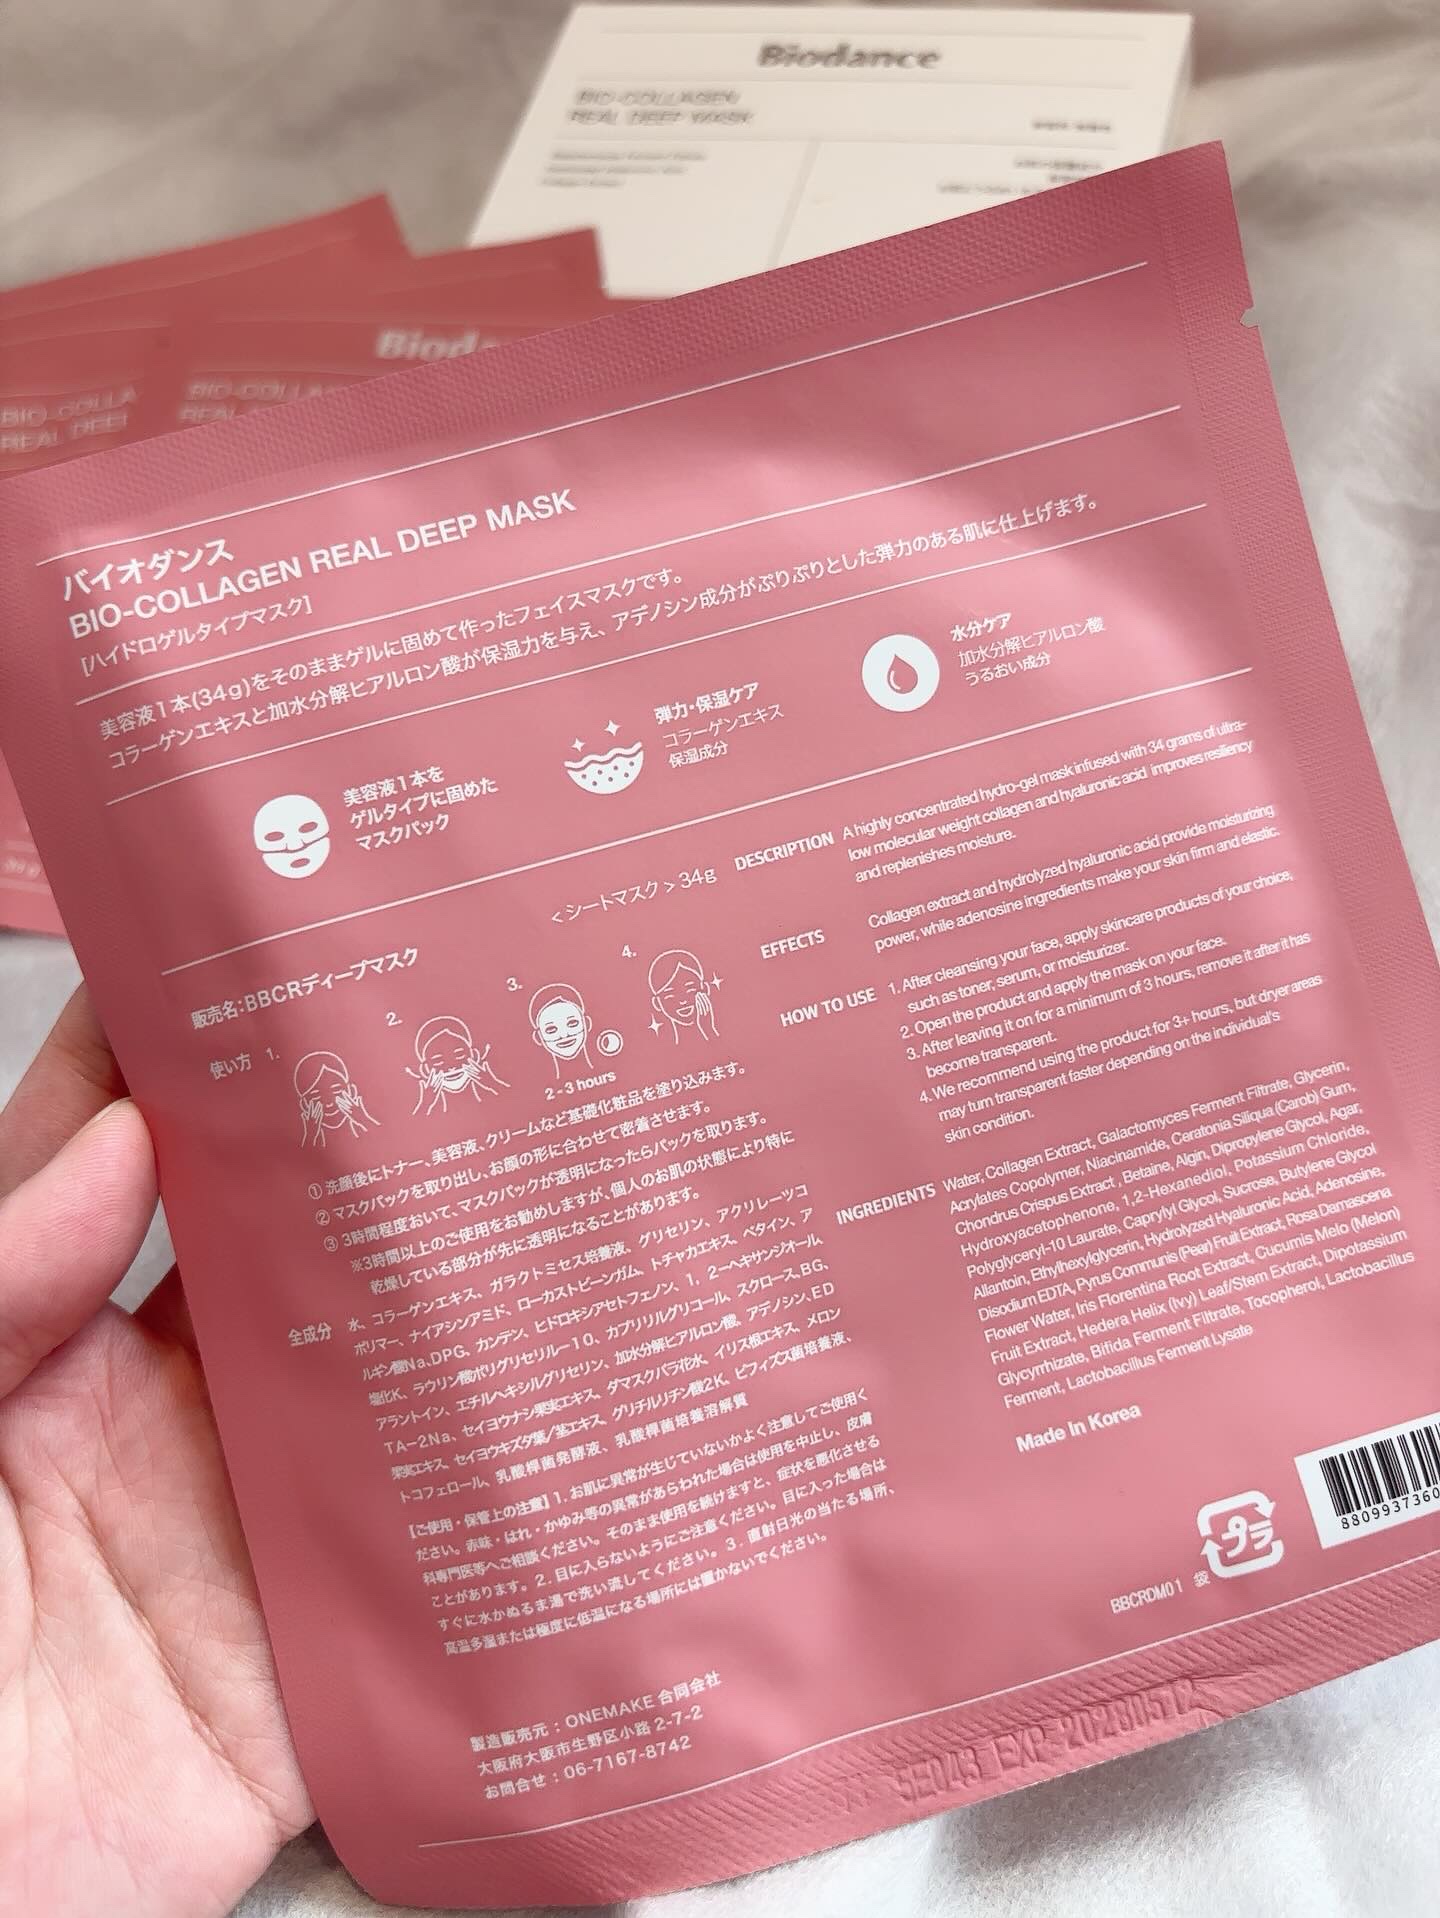 Biodance
BIO-COLLAGEN
REAL DEEP MASK
BIO-COLLA
REAL DEEP
バイオダンス
BIO-COLLAGEN REAL DEEP MASK
[ハイドロゲルタイプマスク]
美容液1本(34g)をそのままゲルに固めて作ったフェイスマスクです。
コラーゲンエキスと加水分解ヒアルロン酸が保湿力を与え、アデノシン成分がぷりぷりとした弾力のある肌に仕上げます。
美容液1本を
ゲルタイプに固めた
マスクパック
弾力・保湿ケア
コラーゲンエキス
保湿成分
水分ケア
加水分解ヒアルロン酸
うるおい成分
販売名:BBCRディープマスク
<シートマスク> 34g
使い方
1.
2.
3.
4.
2-3 hours
① 洗顔後にトナー、美容液、クリームなど基礎化粧品を塗り込みます。
② マスクパックを取り出し、お顔の形に合わせて密着させます。
③ 3時間程度おいて、マスクパックが透明になったらパックを取ります。
※3時間以上のご使用をお勧めしますが、個人のお肌の状態により特に
乾燥している部分が先に透明になることがあります。
全成分
水、コラーゲンエキス、ガラクトミセス培養液、グリセリン、アクリレーツコ
ポリマー、ナイアシンアミド、ローカストビーンガム、トチャカエキス、ベタイン、ア
ルギン酸Na、DPG、カンテン、ヒドロキシアセトフェノン、1,2-ヘキサンジオール、
塩化K、ラウリン酸ポリグリセリル-10、カプリリルグリコール、スクロース、BG、
アラントイン、エチルヘキシルグリセリン、加水分解ヒアルロン酸、アデノシン、ED
TA-2Na、セイヨウナシ果実エキス、ダマスクバラ花水、イリス根エキス、メロン
果実エキス、セイヨウキズタ葉/茎エキス、グリチルリチン酸2K、ビフィズス菌培養液、
トコフェロール、乳酸桿菌発酵液、乳酸桿菌培養溶解質
【ご使用・保管上の注意】1. お肌に異常が生じていないかよく注意してご使用く
ださい。赤味・はれ・かゆみ等の異常があらわれた場合は使用を中止し、皮膚
科専門医等へご相談ください。そのまま使用を続けますと、症状を悪化させる
ことがあります。2. 目に入らないようにご注意ください。目に入った場合は
すぐに水かぬるま湯で洗い流してください。3. 直射日光の当たる場所、
高温多湿または極度に低温になる場所には置かないでください。
製造販売元 : ONEMAKE 合同会社
大阪府大阪市生野区小路 2-7-2
お問合せ : 06-7167-8742
DESCRIPTION
A highly concentrated hydro-gel mask infused with 34 grams of ultra-
low molecular weight collagen and hyaluronic acid improves resiliency
and replenishes moisture.
EFFECTS
Collagen extract and hydrolyzed hyaluronic acid provide moisturizing
power, while adenosine ingredients make your skin firm and elastic.
HOW TO USE
1. After cleansing your face, apply skincare products of your choice,
such as toner, serum, or moisturizer.
2. Open the product and apply the mask on your face.
3. After leaving it on for a minimum of 3 hours, remove it after it has
become transparent.
4. We recommend using the product for 3+ hours, but dryer areas
may turn transparent faster depending on the individual's
skin condition.
INGREDIENTS
Water, Collagen Extract, Galactomyces Ferment Filtrate, Glycerin,
Acrylates Copolymer, Niacinamide, Ceratonia Siliqua (Carob) Gum,
Chondrus Crispus Extract , Betaine, Algin, Dipropylene Glycol, Agar,
Hydroxyacetophenone, 1,2-Hexanediol, Potassium Chloride,
Polyglyceryl-10 Laurate, Caprylyl Glycol, Sucrose, Butylene Glycol
Allantoin, Ethylhexylglycerin, Hydrolyzed Hyaluronic Acid, Adenosine,
Disodium EDTA, Pyrus Communis (Pear) Fruit Extract, Rosa Damascena
Flower Water, Iris Florentina Root Extract, Cucumis Melo (Melon)
Fruit Extract, Hedera Helix (Ivy) Leaf/Stem Extract, Dipotassium
Glycyrrhizate, Bifida Ferment Filtrate, Tocopherol, Lactobacillus
Ferment, Lactobacillus Ferment Lysate
Made In Korea
プラ
8809937360
BBCRDM01 袋
5E043 EXP 20280512